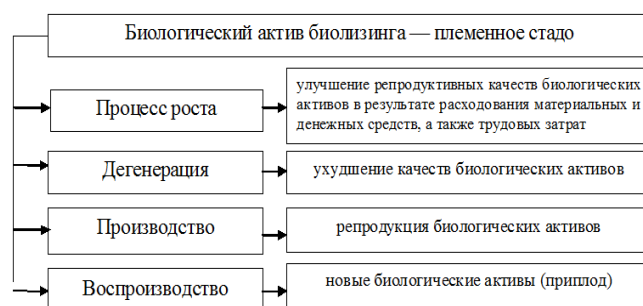 Биологический актив биолизинга — племенное стадо
Процесс роста
улучшение репродуктивных качеств биологических
активов в результате расходования материальных и
денежных средств, а также трудовых затрат
Дегенерация
ухудшение качеств биологических активов
Производство
репродукция биологических активов
Воспроизводство
новые биологические активы (приплод)